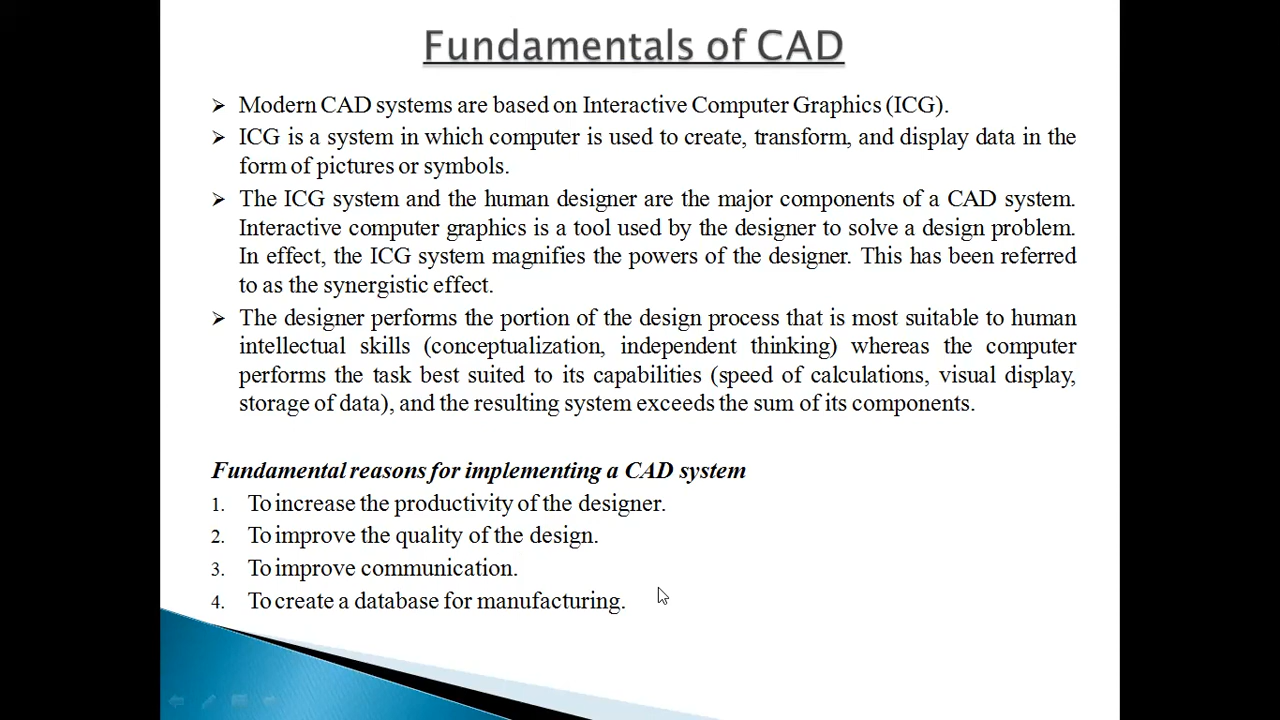 Fundamentals of CAD
➢ Modern CAD systems are based on Interactive Computer Graphics (ICG).
➢ ICG is a system in which computer is used to create, transform, and display data in the
form of pictures or symbols.
➢ The ICG system and the human designer are the major components of a CAD system.
Interactive computer graphics is a tool used by the designer to solve a design problem.
In effect, the ICG system magnifies the powers of the designer. This has been referred
to as the synergistic effect.
➢ The designer performs the portion of the design process that is most suitable to human
intellectual skills (conceptualization, independent thinking) whereas the computer
performs the task best suited to its capabilities (speed of calculations, visual display,
storage of data), and the resulting system exceeds the sum of its components.
Fundamental reasons for implementing a CAD system
1. To increase the productivity of the designer.
2. To improve the quality of the design.
3. To improve communication.
4. To create a database for manufacturing.